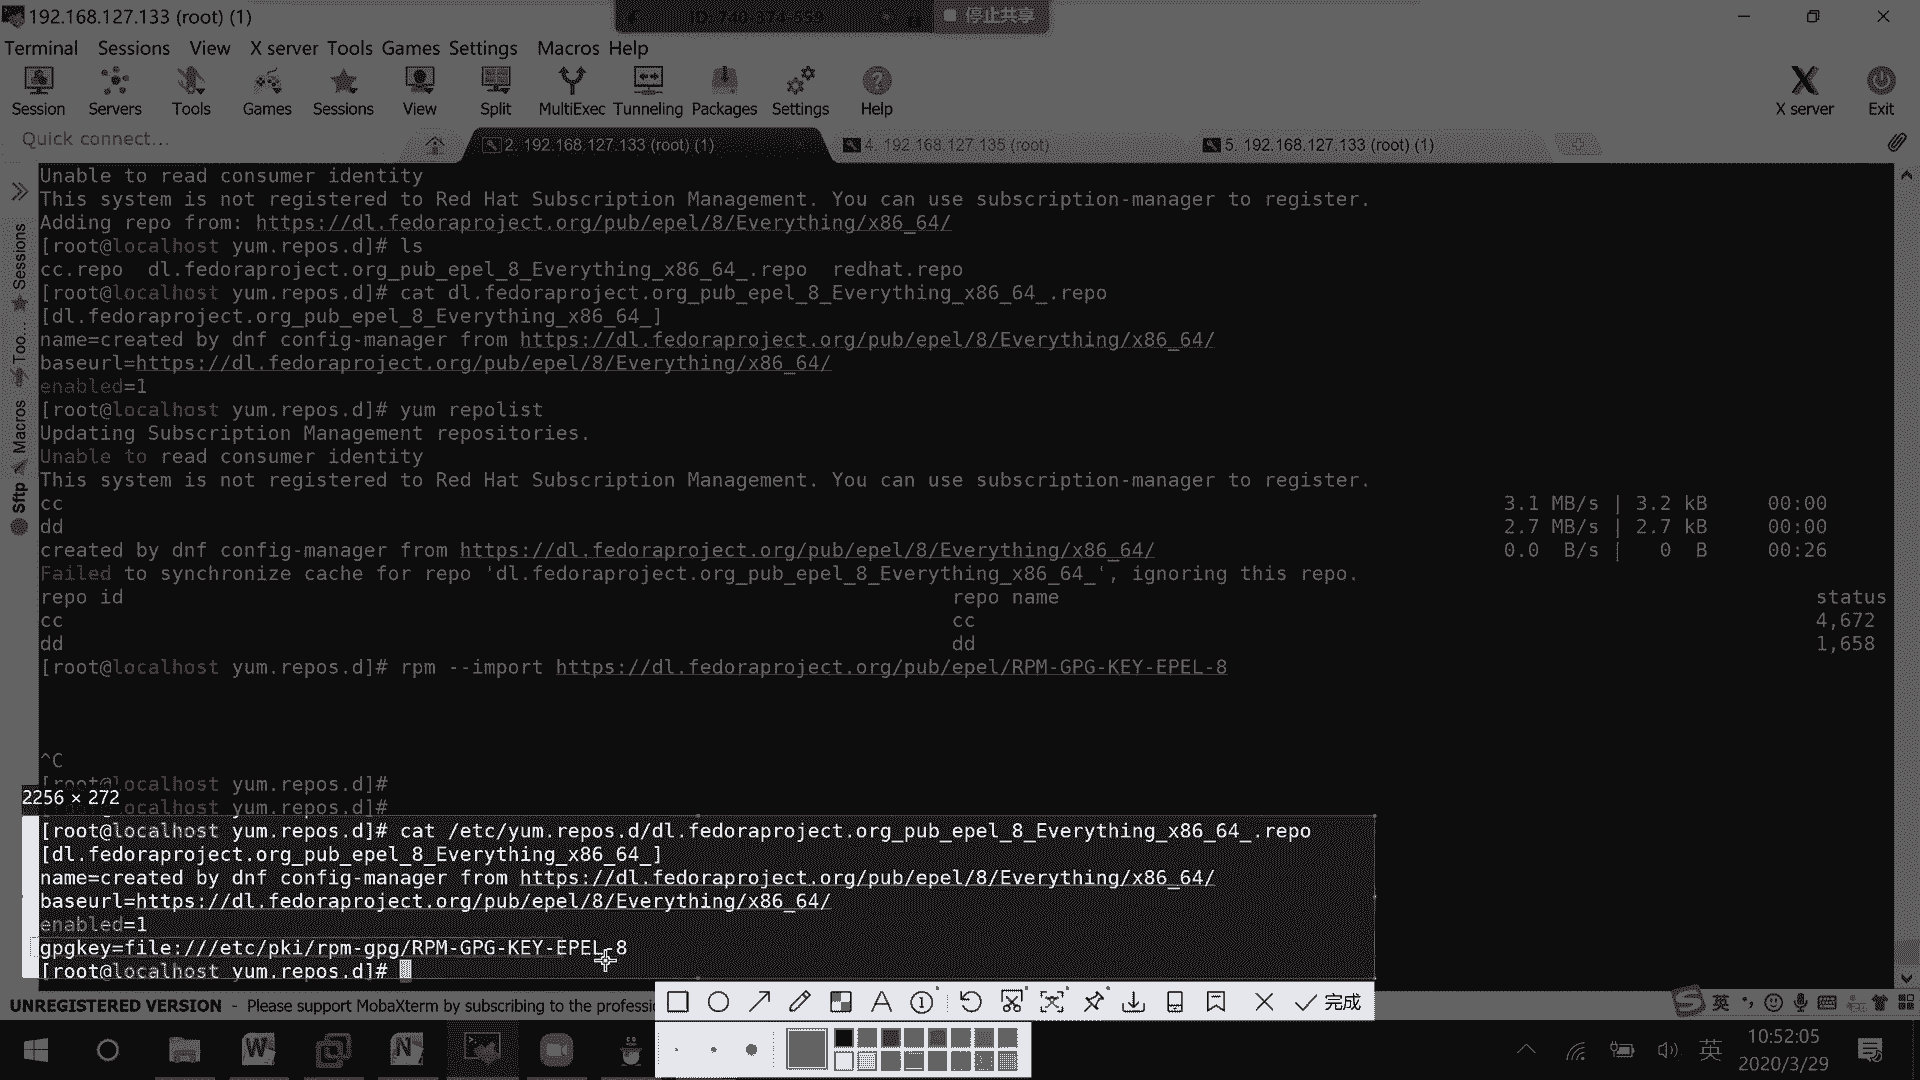 192.168.127.133 (root) (1)
ID: 740-374-559
停止共享
Terminal Sessions View X server Tools Games Settings Macros Help
Session Servers Tools Games Sessions View Split MultiExec Tunneling Packages Settings Help X server Exit
Quick connect...
2. 192.168.127.133 (root) (1)
4. 192 168 127 135 (root)
5. 192.168.127.133 (root) (1)
Unable to read consumer identity
This system is not registered to Red Hat Subscription Management. You can use subscription-manager to register.
Adding repo from: https://dl.fedoraproject.org/pub/epel/8/Everything/x86_64/
[root@localhost yum.repos.d]# ls
cc.repo  dl.fedoraproject.org_pub_epel_8_Everything_x86_64_.repo  redhat.repo
[root@localhost yum.repos.d]# cat dl.fedoraproject.org_pub_epel_8_Everything_x86_64_.repo
[dl.fedoraproject.org_pub_epel_8_Everything_x86_64_]
name=created by dnf config-manager from https://dl.fedoraproject.org/pub/epel/8/Everything/x86_64/
baseurl=https://dl.fedoraproject.org/pub/epel/8/Everything/x86_64/
enabled=1
[root@localhost yum.repos.d]# yum repolist
Updating Subscription Management repositories.
Unable to read consumer identity
This system is not registered to Red Hat Subscription Management. You can use subscription-manager to register.
cc 3.1 MB/s | 3.2 kB 00:00
dd 2.7 MB/s | 2.7 kB 00:00
created by dnf config-manager from https://dl.fedoraproject.org/pub/epel/8/Everything/x86_64/ 0.0 B/s | 0 B 00:26
Failed to synchronize cache for repo 'dl.fedoraproject.org_pub_epel_8_Everything_x86_64_', ignoring this repo.
repo id repo name status
cc cc 4,672
dd dd 1,658
[root@localhost yum.repos.d]# rpm --import https://dl.fedoraproject.org/pub/epel/RPM-GPG-KEY-EPEL-8
^C
[root@localhost yum.repos.d]#
[root@localhost yum.repos.d]#
2256 × 272
[root@localhost yum.repos.d]# cat /etc/yum.repos.d/dl.fedoraproject.org_pub_epel_8_Everything_x86_64_.repo
[dl.fedoraproject.org_pub_epel_8_Everything_x86_64_]
name=created by dnf config-manager from https://dl.fedoraproject.org/pub/epel/8/Everything/x86_64/
baseurl=https://dl.fedoraproject.org/pub/epel/8/Everything/x86_64/
enabled=1
gpgkey=file:///etc/pki/rpm-gpg/RPM-GPG-KEY-EPEL-8
[root@localhost yum.repos.d]#
Sessions
Too...
Macros
Sftp
UNREGISTERED VERSION - Please support MobaXterm by subscribing to the professi
完成
英
英
10:52:05
2020/3/29